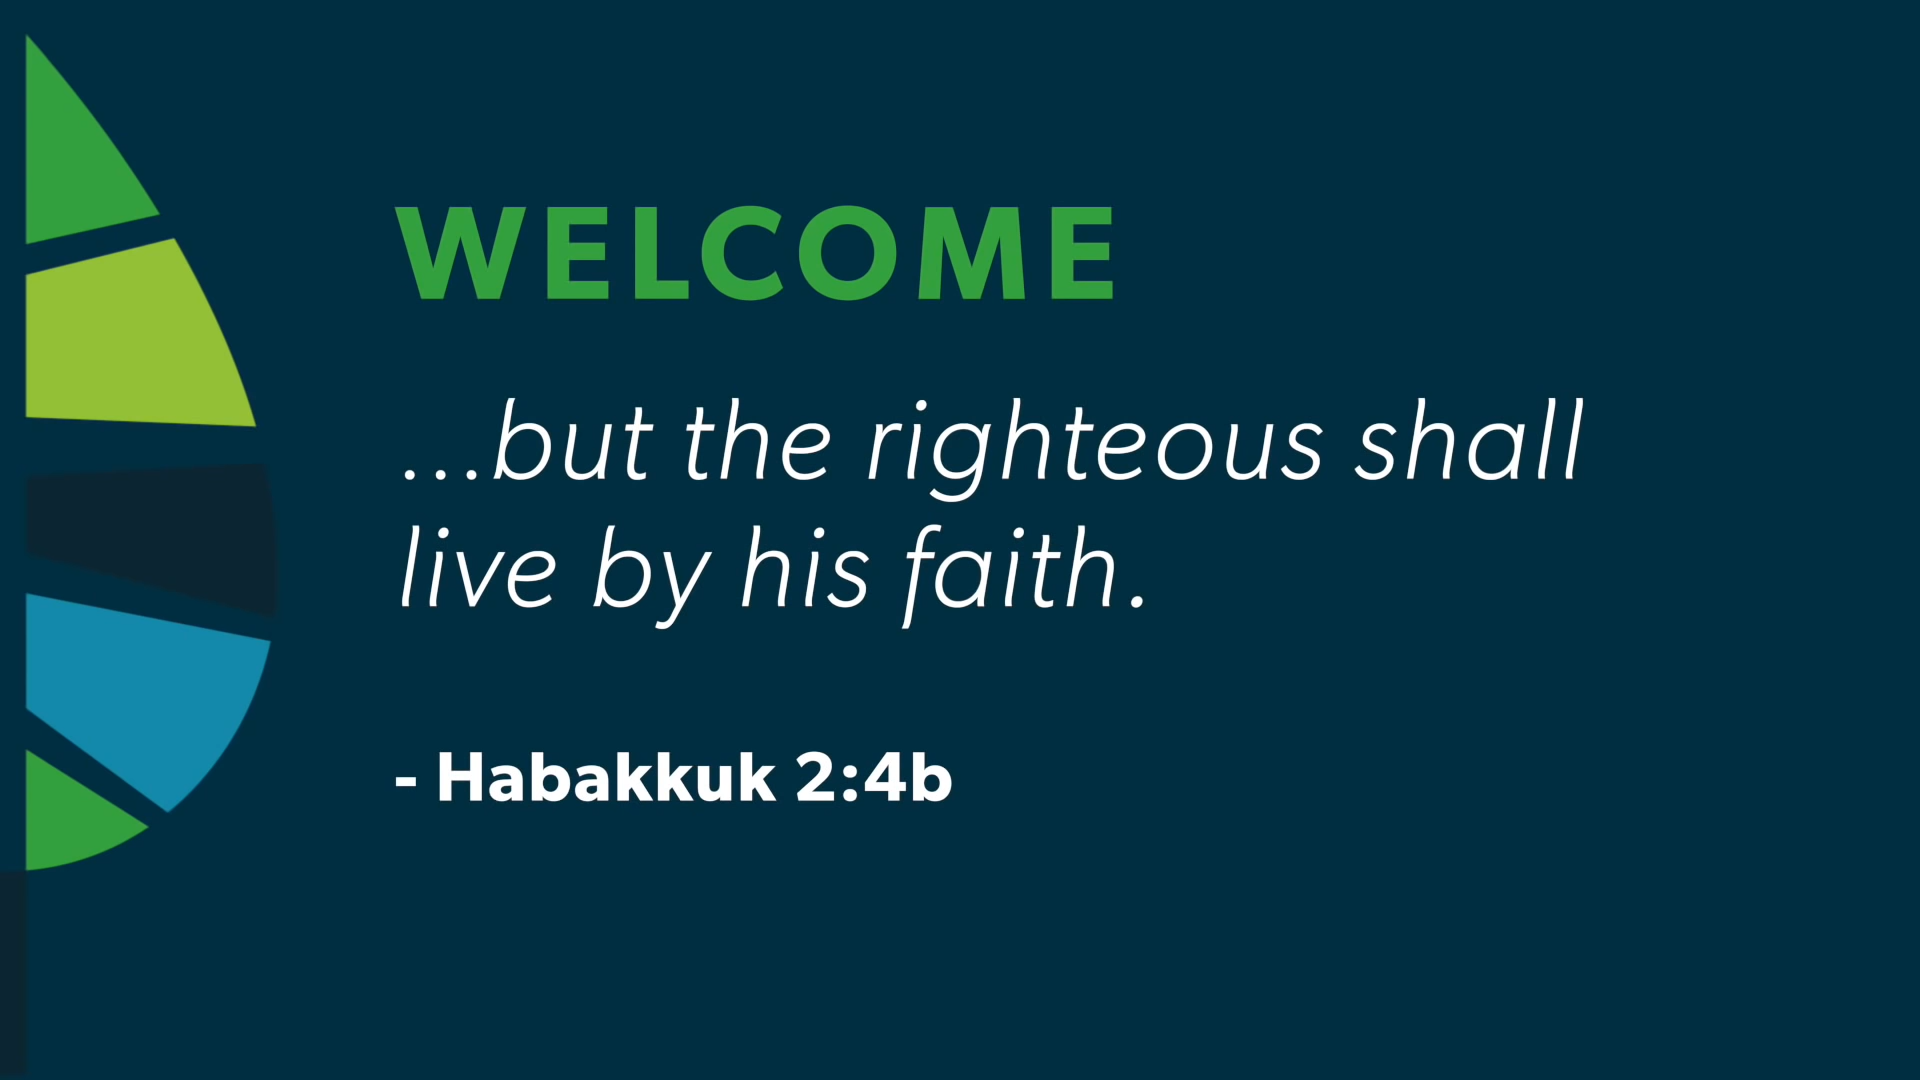 WELCOME
...but the righteous shall
live by his faith.
- Habakkuk 2:4b